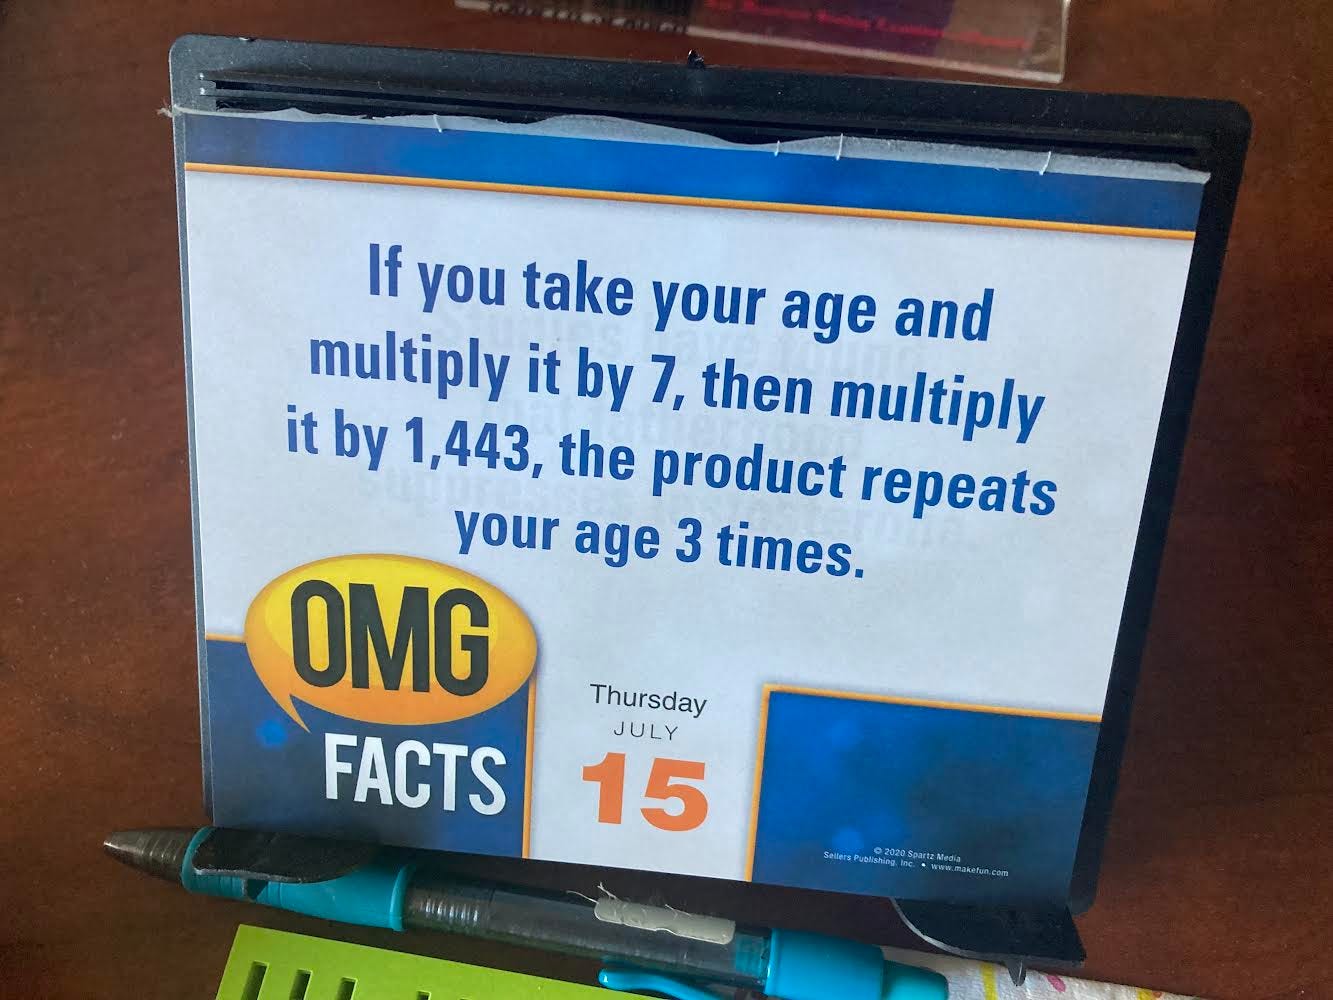 If you take your age and
multiply it by 7, then multiply
it by 1,443, the product repeats
your age 3 times.
OMG
FACTS
Thursday
JULY
15
© 2020 Spartz Media
Sellers Publishing, Inc. • www.makefun.com